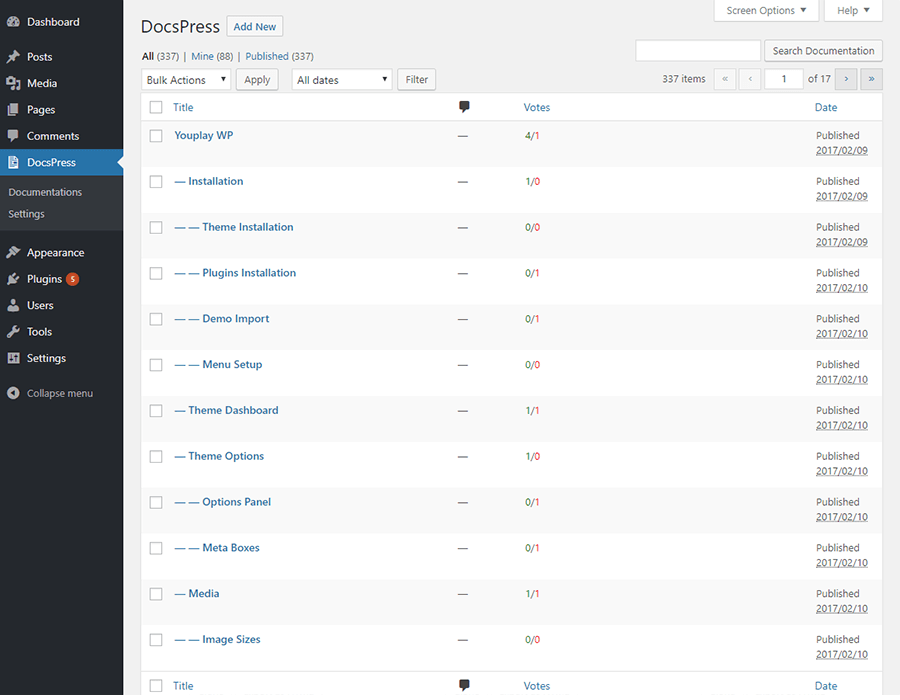 Screen Options ▼ Help ▼
Dashboard
Posts
Media
Pages
Comments
DocsPress
Documentations
Settings
Appearance
Plugins 5
Users
Tools
Settings
Collapse menu
DocsPress Add New
All (337) | Mine (88) | Published (337)
Search Documentation
Bulk Actions ▼ Apply All dates ▼ Filter 337 items « ‹ 1 of 17 › »
Title Votes Date
Youplay WP — 4/1 Published
2017/02/09
— Installation — 1/0 Published
2017/02/09
— — Theme Installation — 0/0 Published
2017/02/09
— — Plugins Installation — 0/1 Published
2017/02/10
— — Demo Import — 0/1 Published
2017/02/10
— — Menu Setup — 0/0 Published
2017/02/10
— Theme Dashboard — 1/1 Published
2017/02/10
— Theme Options — 1/0 Published
2017/02/10
— — Options Panel — 0/1 Published
2017/02/10
— — Meta Boxes — 0/1 Published
2017/02/10
— Media — 1/1 Published
2017/02/10
— — Image Sizes — 0/0 Published
2017/02/10
Title Votes Date